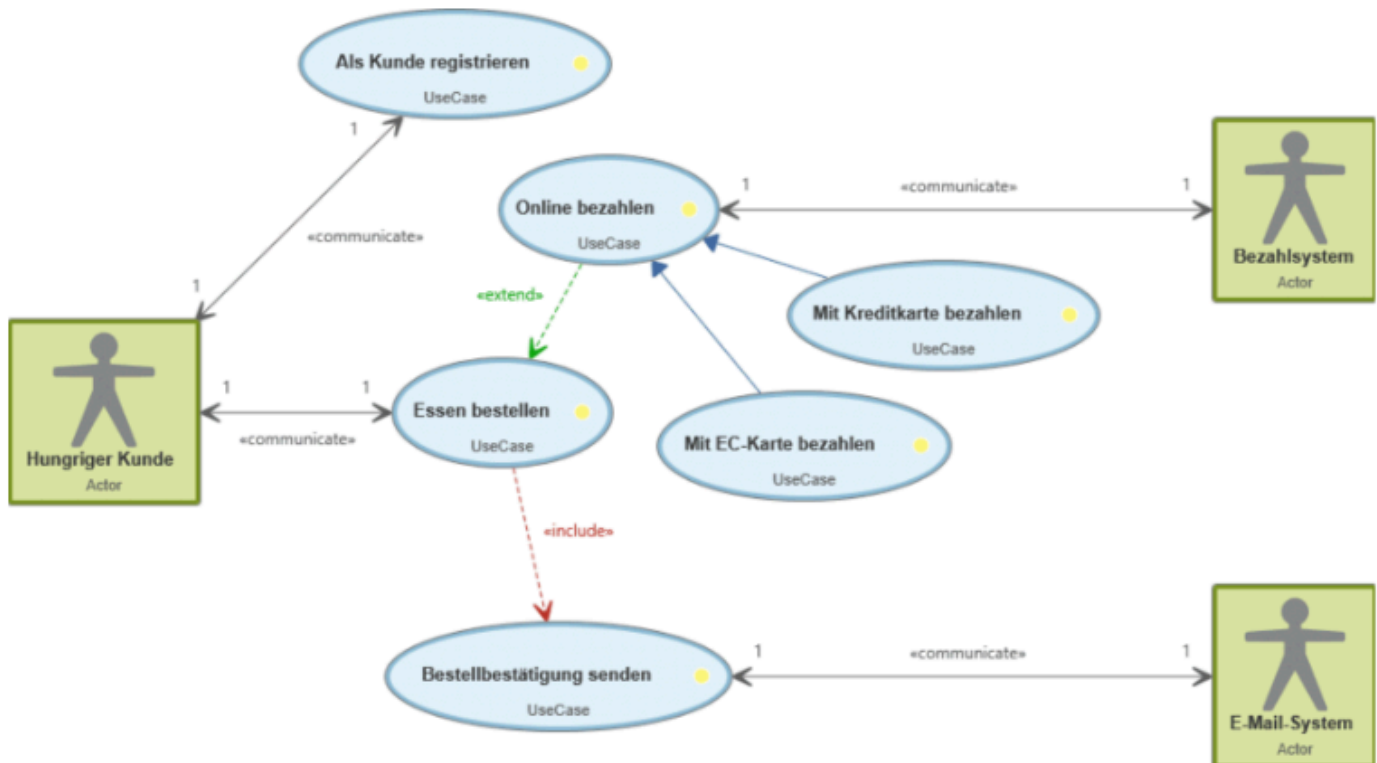 Als Kunde registrieren
UseCase
1
«communicate»
1
Online bezahlen
UseCase
1
«communicate»
1
Bezahlsystem
Actor
«extend»
Mit Kreditkarte bezahlen
UseCase
Hungriger Kunde
Actor
1
1
«communicate»
Essen bestellen
UseCase
Mit EC-Karte bezahlen
UseCase
«include»
Bestellbestätigung senden
UseCase
1
«communicate»
1
E-Mail-System
Actor